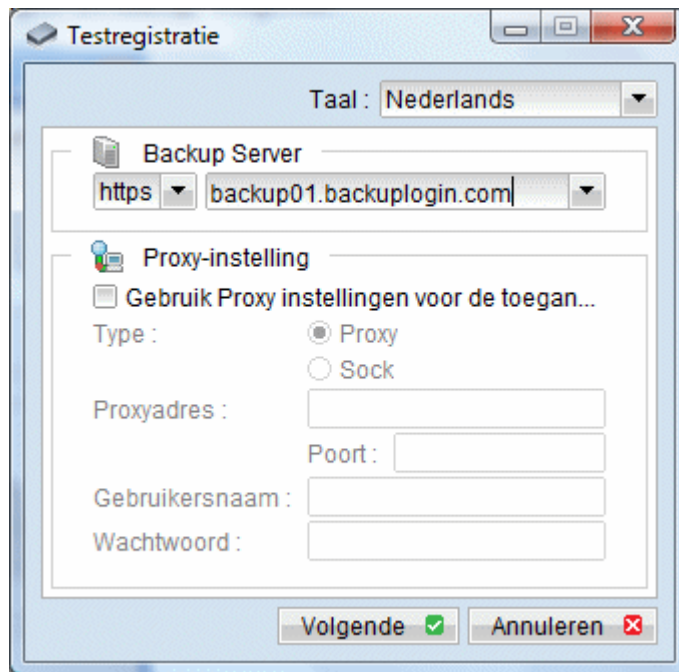 Testregistratie
Taal : Nederlands
Backup Server
https backup01.backuplogin.com
Proxy-instelling
Gebruik Proxy instellingen voor de toegan...
Type : Proxy
Sock
Proxyadres :
Poort :
Gebruikersnaam :
Wachtwoord :
Volgende Annuleren